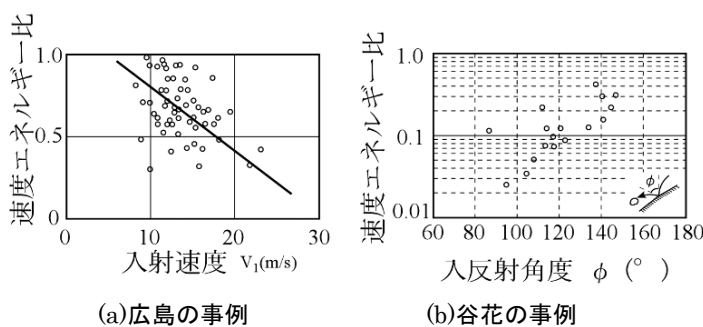 速度エネルギー比
1.0
0.5
0
0
10
20
30
入射速度 V₁(m/s)
(a)広島の事例
速度エネルギー比
1.0
0.1
0.01
60
80
100
120
140
160
180
φ
入反射角度 φ (°)
(b)谷花の事例